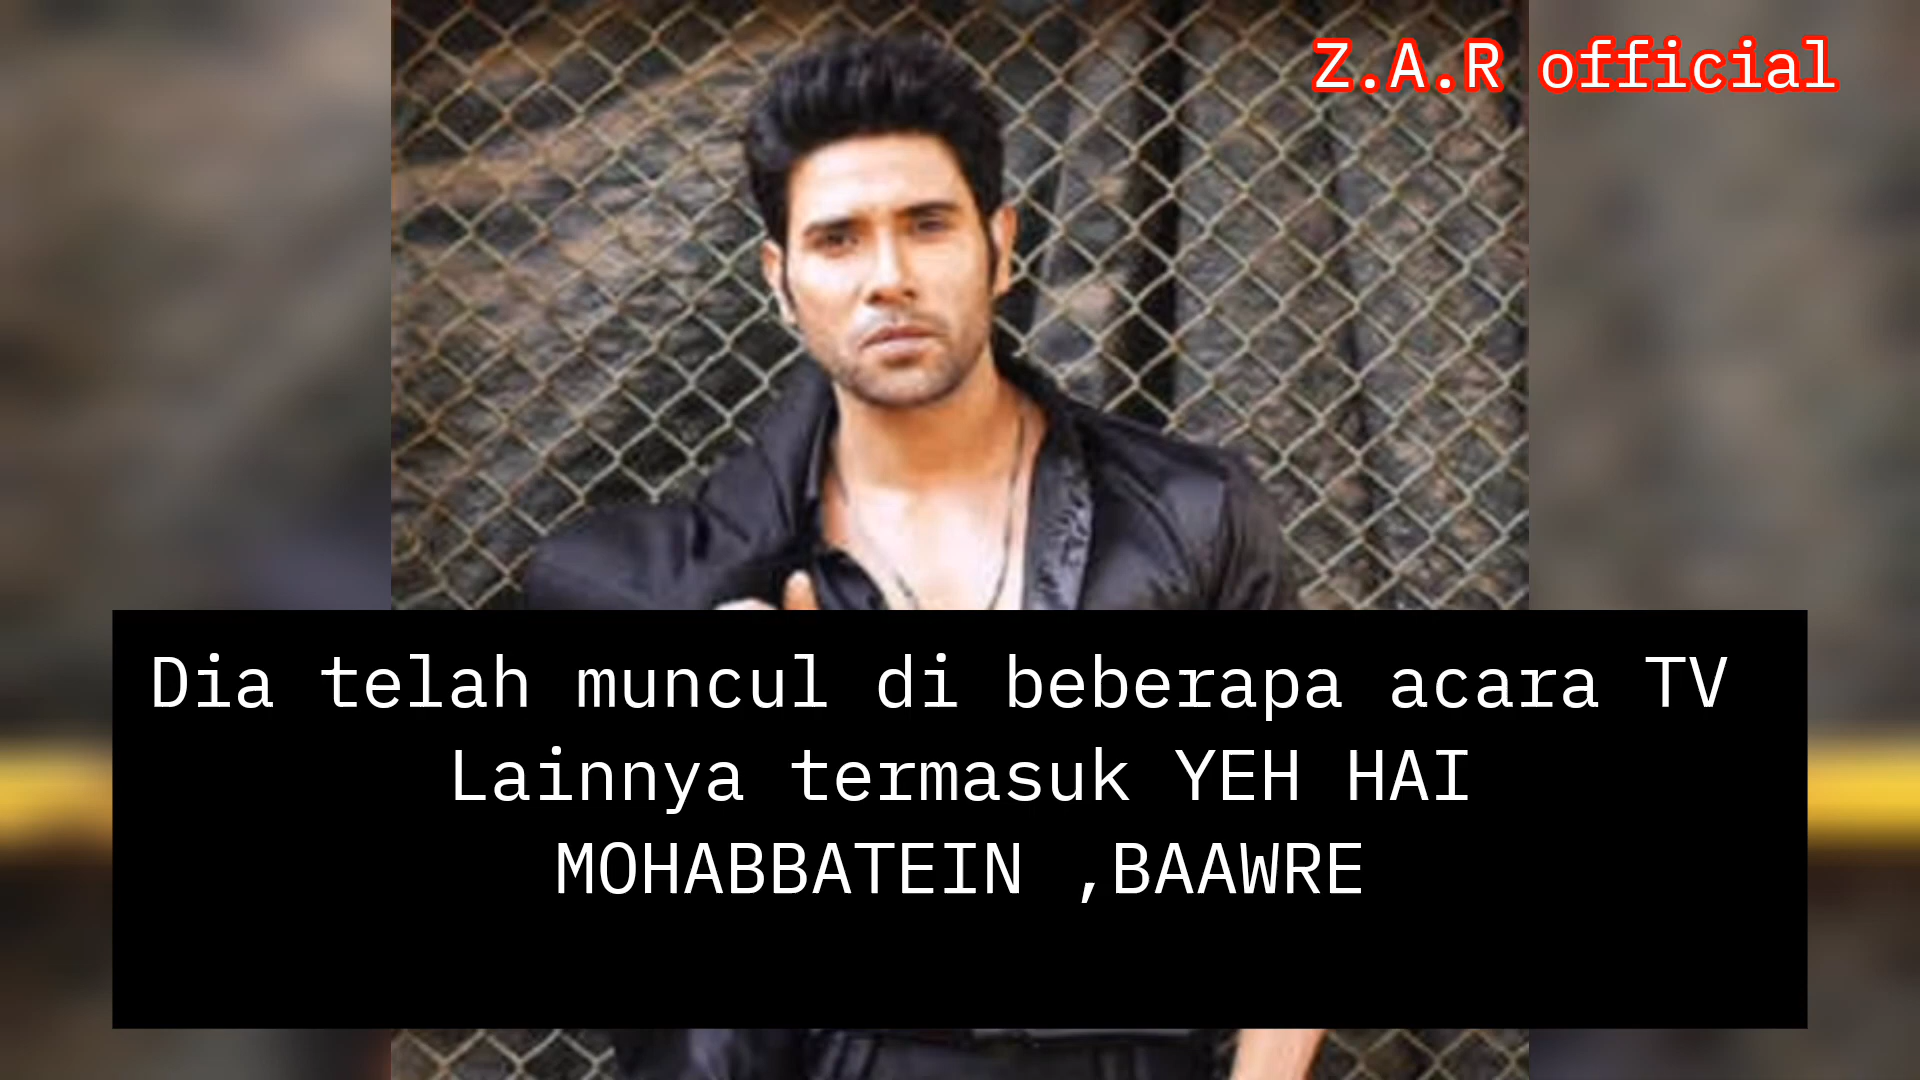 Z.A.R official
Dia telah muncul di beberapa acara TV
Lainnya termasuk YEH HAI
MOHABBATEIN ,BAAWRE